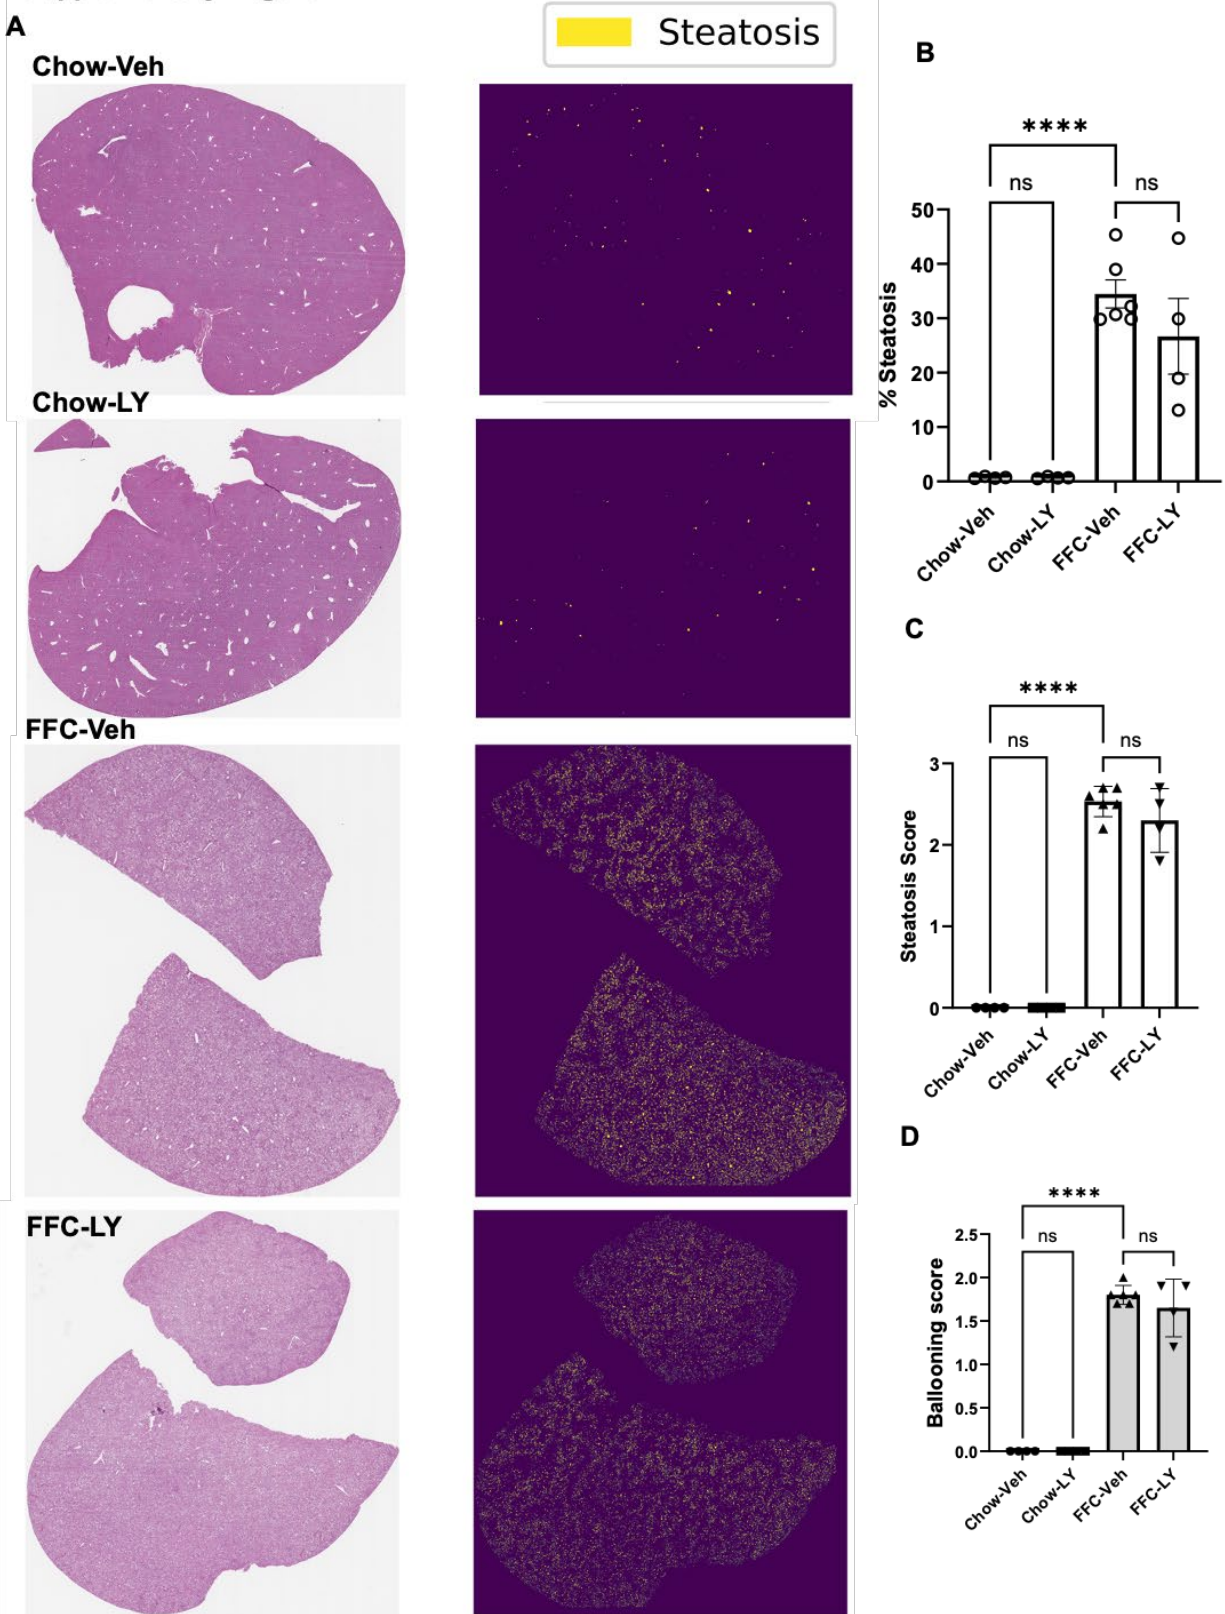 A
Steatosis
Chow-Veh
Chow-LY
FFC-Veh
FFC-LY
B
****
ns
ns
50
40
30
20
10
0
% Steatosis
Chow-Veh
Chow-LY
FFC-Veh
FFC-LY
C
****
ns
ns
3
2
1
0
Steatosis Score
Chow-Veh
Chow-LY
FFC-Veh
FFC-LY
D
****
ns
ns
2.5
2.0
1.5
1.0
0.5
0.0
Ballooning score
Chow-Veh
Chow-LY
FFC-Veh
FFC-LY